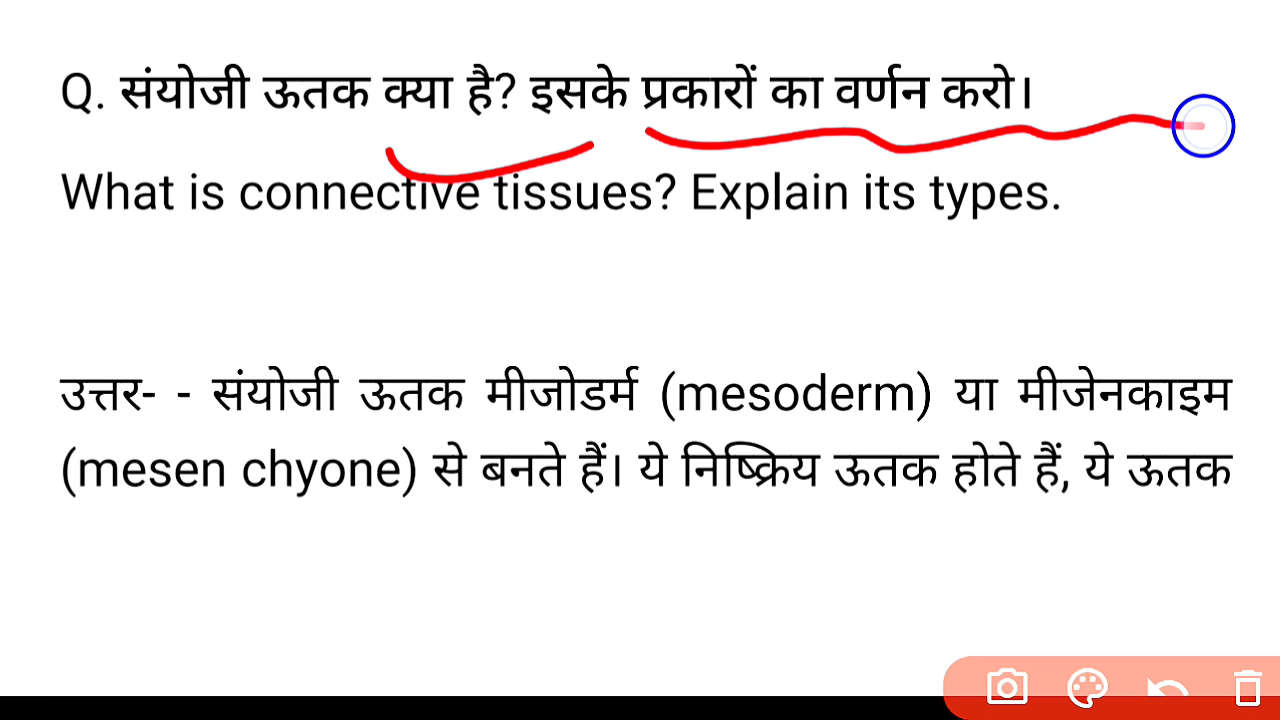 Q. संयोजी ऊतक क्या है? इसके प्रकारों का वर्णन करो।
What is connective tissues? Explain its types.
उत्तर- - संयोजी ऊतक मीजोडर्म (mesoderm) या मीजेनकाइम
(mesen chyone) से बनते हैं। ये निष्क्रिय ऊतक होते हैं, ये ऊतक